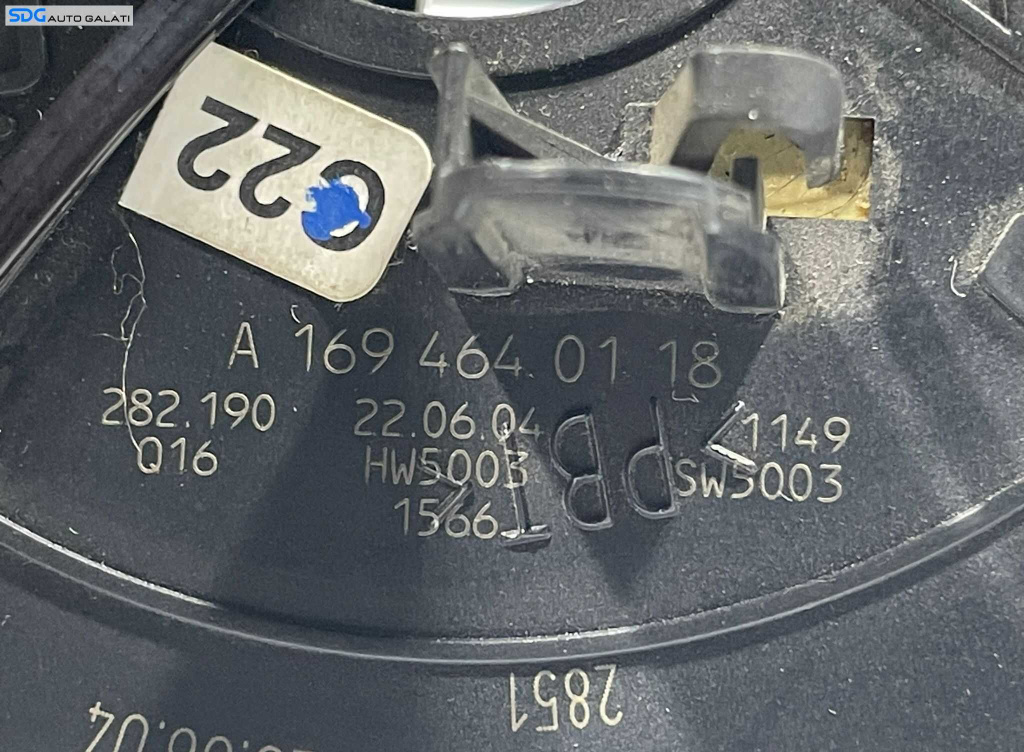 SDG AUTO GALATI
C22
A 169 464 01 18
282.190 22.06.04 1149
Q16 HW5003 SW5003
1566
>PBT<
2851